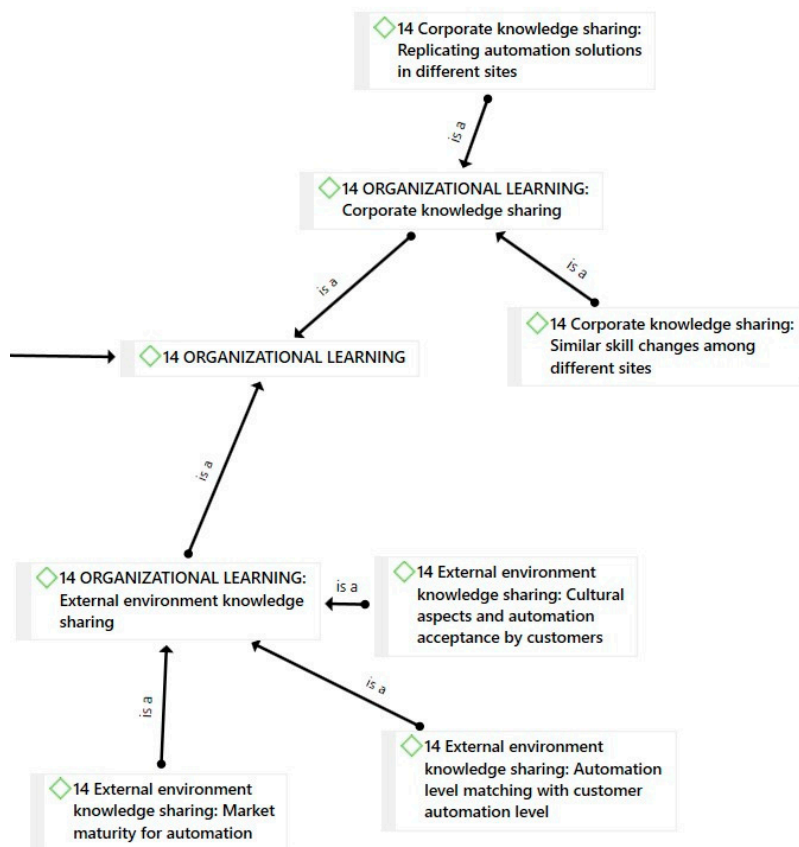 14 Corporate knowledge sharing:
Replicating automation solutions
in different sites
is a
14 ORGANIZATIONAL LEARNING:
Corporate knowledge sharing
is a
is a
14 Corporate knowledge sharing:
Similar skill changes among
different sites
14 ORGANIZATIONAL LEARNING
is a
14 ORGANIZATIONAL LEARNING:
External environment knowledge
sharing
is a
14 External environment
knowledge sharing: Cultural
aspects and automation
acceptance by customers
is a
is a
14 External environment
knowledge sharing: Automation
level matching with customer
automation level
14 External environment
knowledge sharing: Market
maturity for automation